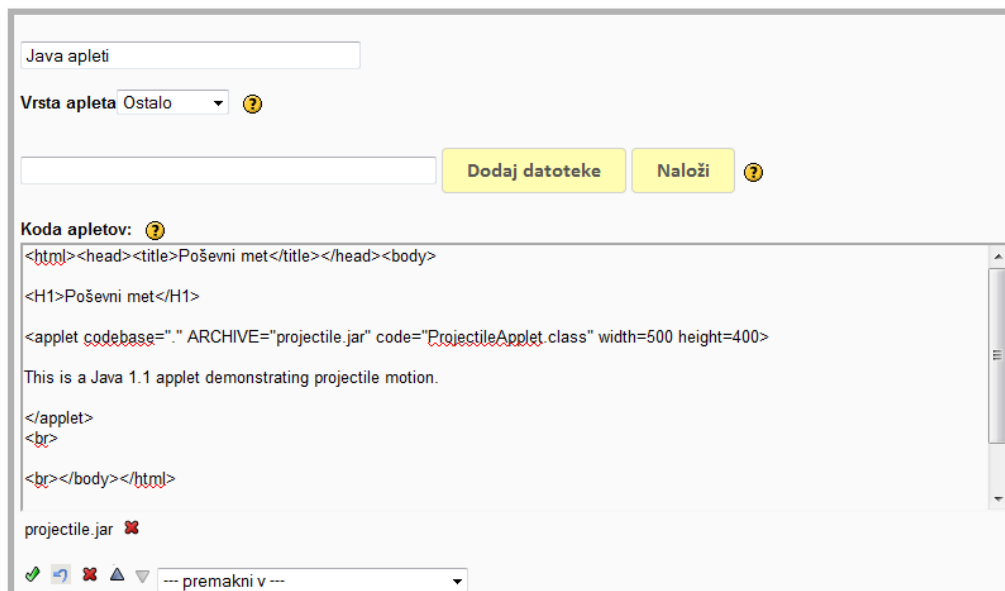 Java apleti
Vrsta apleta Ostalo
Dodaj datoteke Naloži
Koda apletov:
<html><head><title>Poševni met</title></head><body>
<H1>Poševni met</H1>
<applet codebase="." ARCHIVE="projectile.jar" code="ProjectileApplet.class" width=500 height=400>
This is a Java 1.1 applet demonstrating projectile motion.
</applet>
<br>
<br></body></html>
projectile.jar
--- premakni v ---